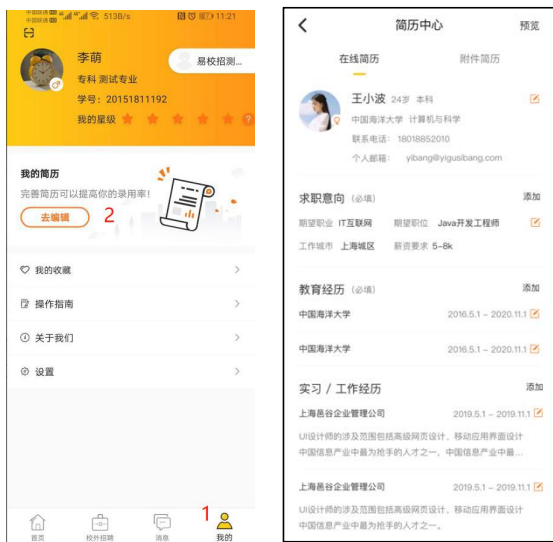 中国联通 HD 513B/s 11:21
李萌
易校招测...
专科 测试专业
学号: 20151811192
我的星级
?
我的简历
完善简历可以提高你的录用率!
去编辑 2
我的收藏
操作指南
关于我们
设置
1
首页 校外招聘 消息 我的
简历中心 预览
在线简历 附件简历
王小波 24岁 本科
中国海洋大学 计算机与科学
联系电话: 18018852010
个人邮箱: yibang@yigusibang.com
求职意向 (必填) 添加
期望职业 IT互联网 期望职位 Java开发工程师
工作城市 上海城区 薪资要求 5-8k
教育经历 (必填) 添加
中国海洋大学 2016.5.1 – 2020.11.1
中国海洋大学 2016.5.1 – 2020.11.1
实习 / 工作经历 添加
上海邑谷企业管理公司 2019.5.1 – 2019.11.1
UI设计师的涉及范围包括高级网页设计、移动应用界面设计
中国信息产业中最为抢手的人才之一, 中国信息产业中最...
上海邑谷企业管理公司 2019.5.1 – 2019.11.1
UI设计师的涉及范围包括高级网页设计、移动应用界面设计
中国信息产业中最为抢手的人才之一。